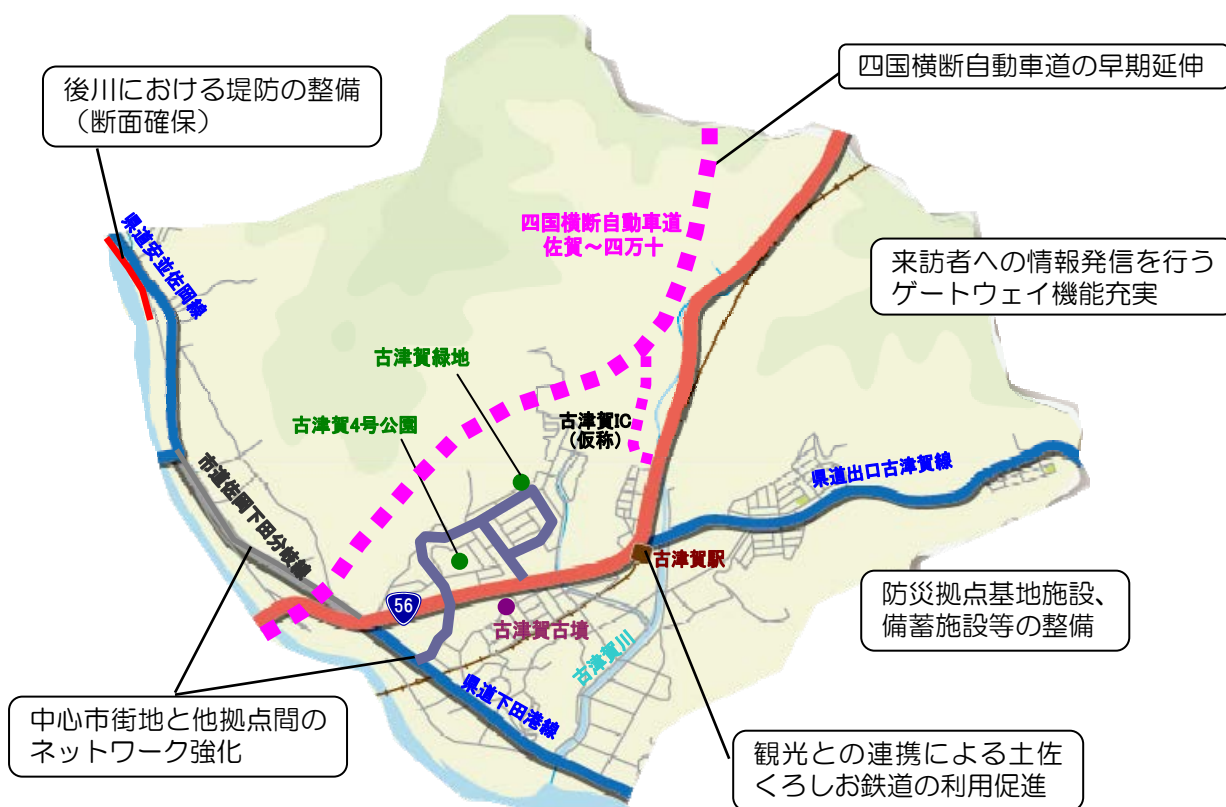 四国横断自動車道の早期延伸
後川における堤防の整備
(断面確保)
四国横断自動車道
佐賀~四万十
県道安並佐岡線
来訪者への情報発信を行う
ゲートウェイ機能充実
古津賀緑地
古津賀4号公園
古津賀IC
(仮称)
市道佐岡下田分岐線
県道出口古津賀線
古津賀駅
56
古津賀古墳
古津賀川
防災拠点基地施設、
備蓄施設等の整備
県道下田港線
中心市街地と他拠点間の
ネットワーク強化
観光との連携による土佐
くろしお鉄道の利用促進